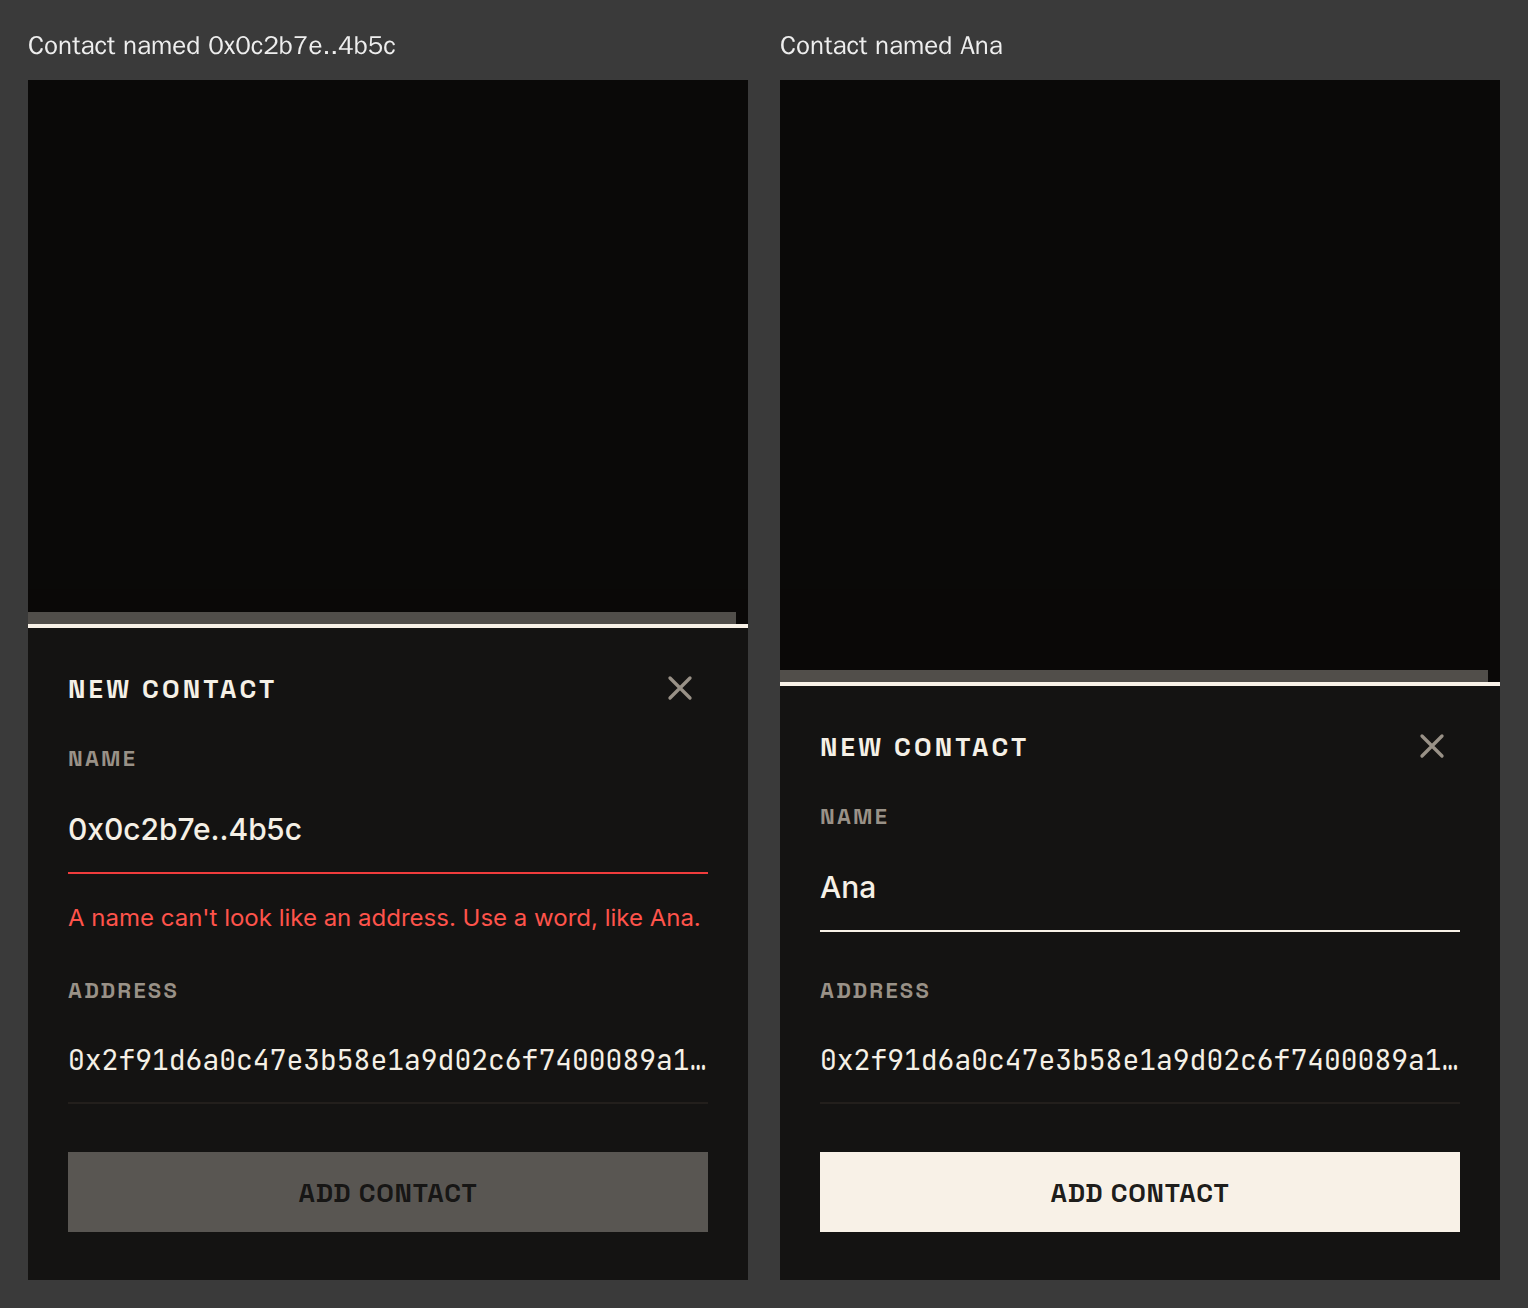 Contact named 0x0c2b7e..4b5c
NEW CONTACT
NAME
0x0c2b7e..4b5c
A name can't look like an address. Use a word, like Ana.
ADDRESS
0x2f91d6a0c47e3b58e1a9d02c6f7400089a1…
ADD CONTACT
Contact named Ana
NEW CONTACT
NAME
Ana
ADDRESS
0x2f91d6a0c47e3b58e1a9d02c6f7400089a1…
ADD CONTACT